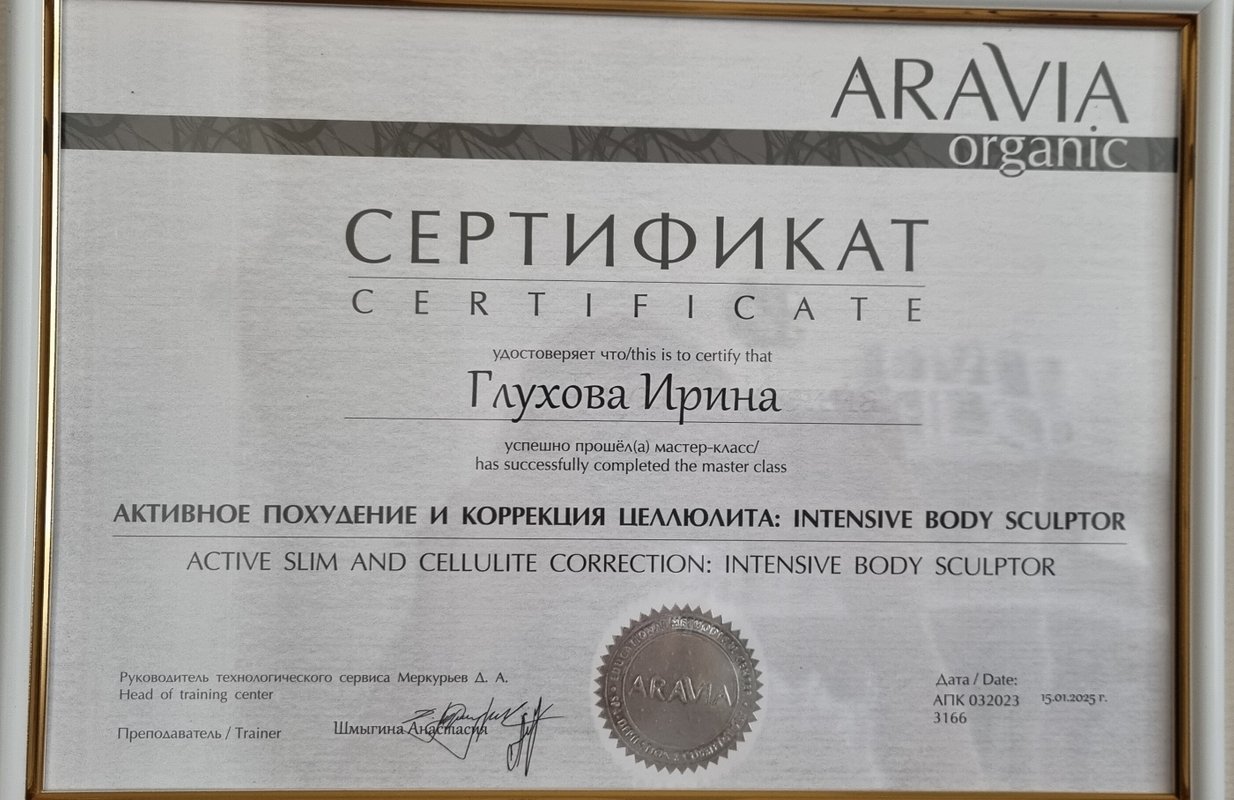 ARAVIA
organic
СЕРТИФИКАТ
CERTIFICATE
удостоверяет что/this is to certify that
Глухова Ирина
успешно прошёл(а) мастер-класс/
has successfully completed the master class
АКТИВНОЕ ПОХУДЕНИЕ И КОРРЕКЦИЯ ЦЕЛЛЮЛИТА: INTENSIVE BODY SCULPTOR
ACTIVE SLIM AND CELLULITE CORRECTION: INTENSIVE BODY SCULPTOR
Руководитель технологического сервиса Меркурьев Д. А.
Head of training center
Преподаватель / Trainer
Шмыгина Анастасия
ARAVIA
Дата / Date:
АПК 032023 15.01.2025 г.
3166